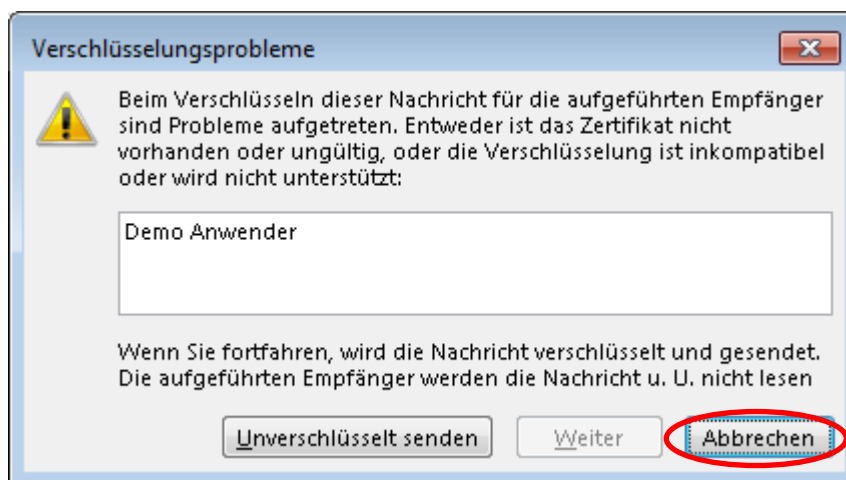 Verschlüsselungsprobleme
Beim Verschlüsseln dieser Nachricht für die aufgeführten Empfänger
sind Probleme aufgetreten. Entweder ist das Zertifikat nicht
vorhanden oder ungültig, oder die Verschlüsselung ist inkompatibel
oder wird nicht unterstützt:
Demo Anwender
Wenn Sie fortfahren, wird die Nachricht verschlüsselt und gesendet.
Die aufgeführten Empfänger werden die Nachricht u. U. nicht lesen
Unverschlüsselt senden Weiter Abbrechen